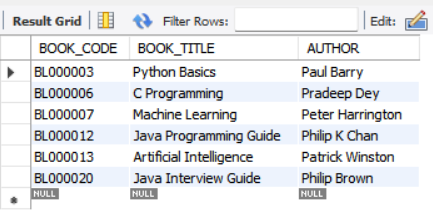 Result Grid Filter Rows: Edit:
BOOK_CODE BOOK_TITLE AUTHOR
BL000003 Python Basics Paul Barry
BL000006 C Programming Pradeep Dey
BL000007 Machine Learning Peter Harrington
BL000012 Java Programming Guide Philip K Chan
BL000013 Artificial Intelligence Patrick Winston
BL000020 Java Interview Guide Philip Brown
NULL NULL NULL